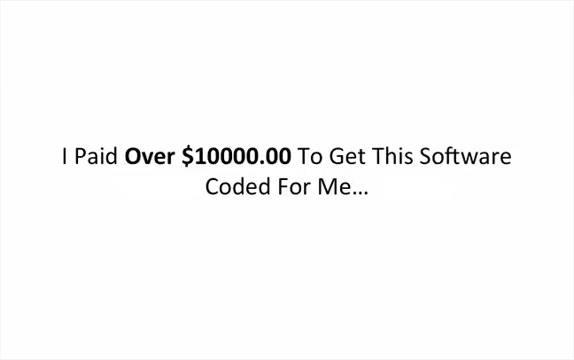 I Paid Over $10000.00 To Get This Software
Coded For Me...